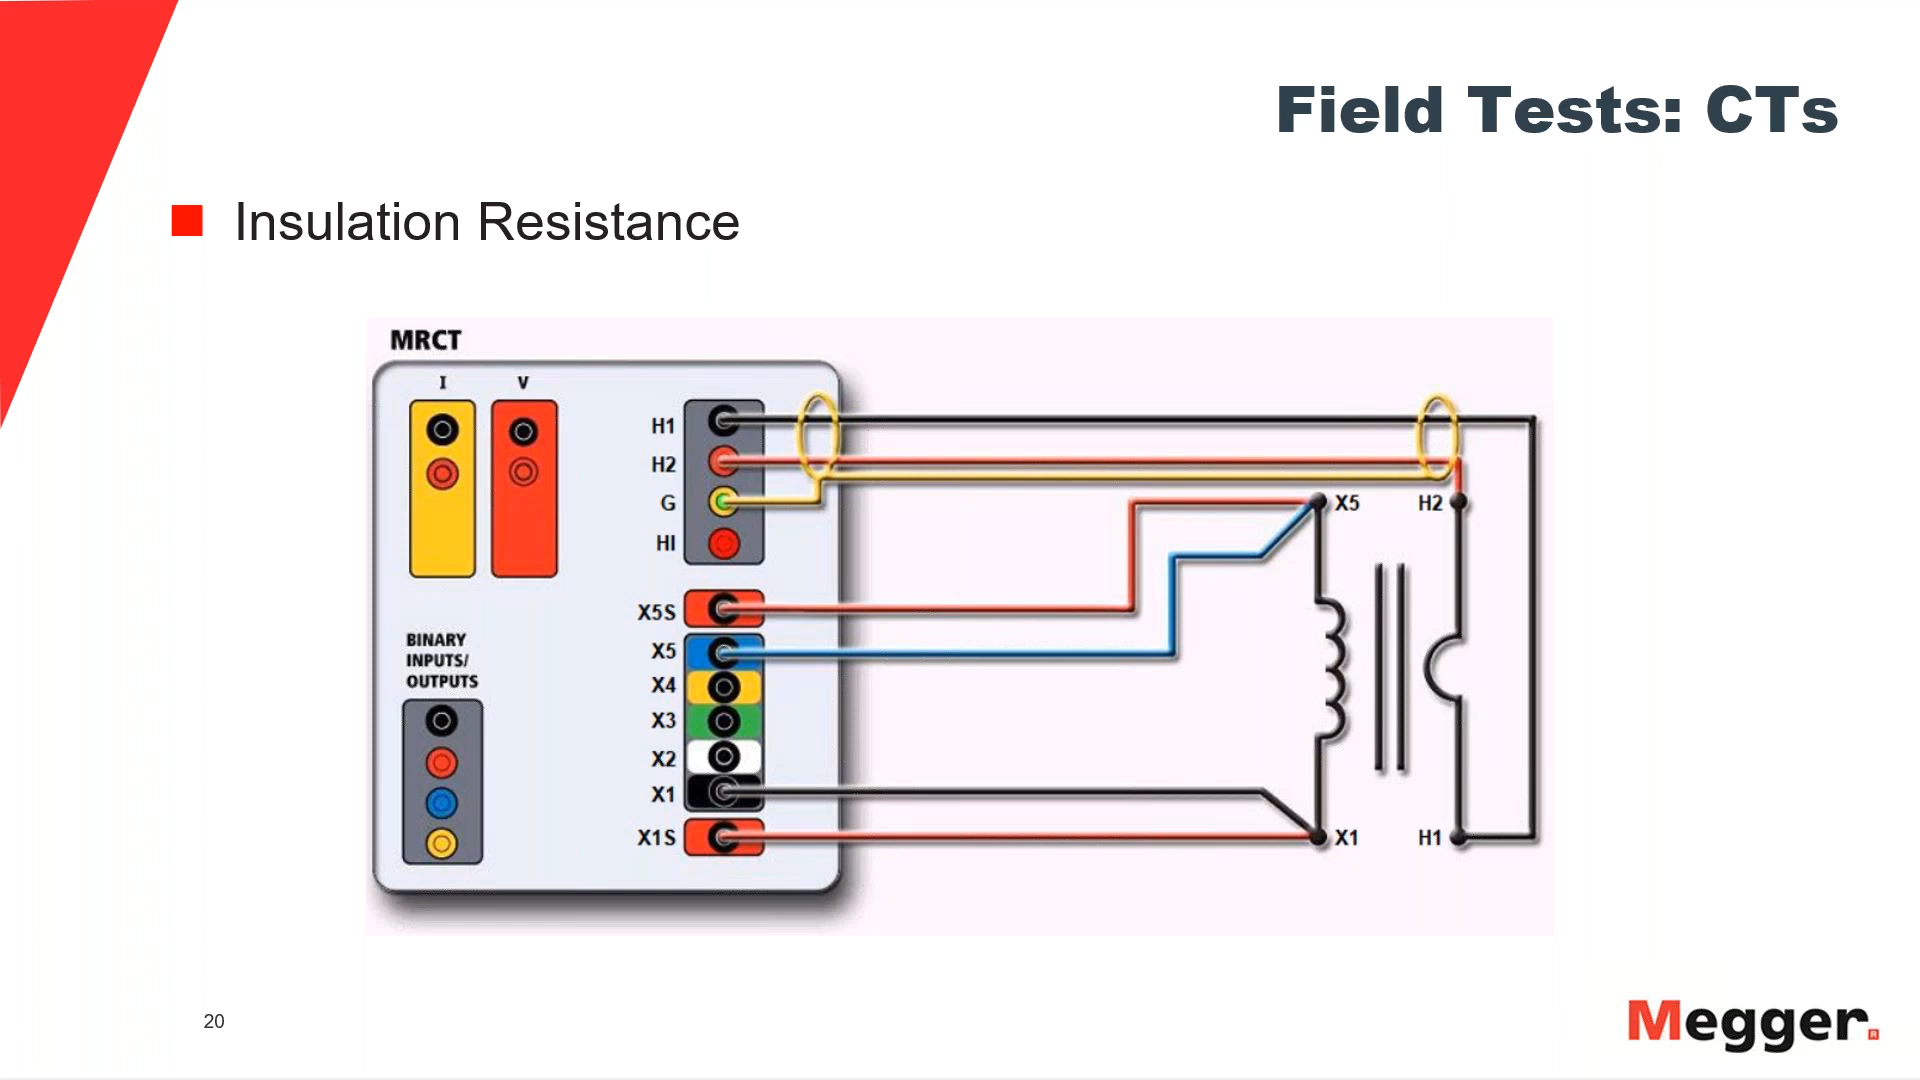 Field Tests: CTs
Insulation Resistance
MRCT
I V
H1
H2
G
HI
X5S
X5
X4
X3
X2
X1
X1S
BINARY
INPUTS/
OUTPUTS
X5 H2
X1 H1
20
Megger.